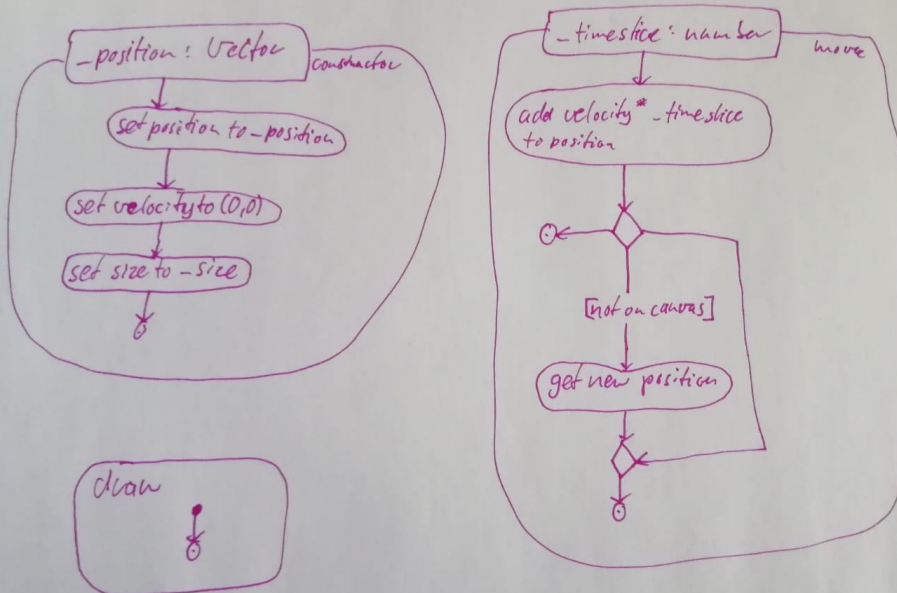 _position: Vector
constructor
set position to _position
set velocity to (0,0)
set size to _size
draw
_timeslice: number
move
add velocity * _timeslice
to position
[not on canvas]
get new position